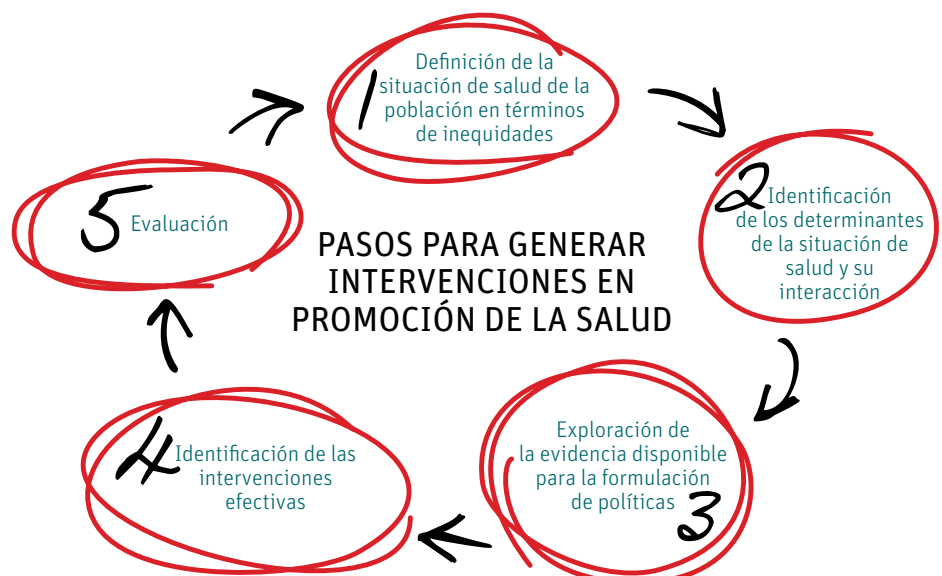 PASOS PARA GENERAR
INTERVENCIONES EN
PROMOCIÓN DE LA SALUD
1
Definición de la
situación de salud de la
población en términos
de inequidades
2
Identificación
de los determinantes
de la situación de
salud y su
interacción
3
Exploración de
la evidencia disponible
para la formulación
de políticas
4
Identificación de las
intervenciones
efectivas
5
Evaluación